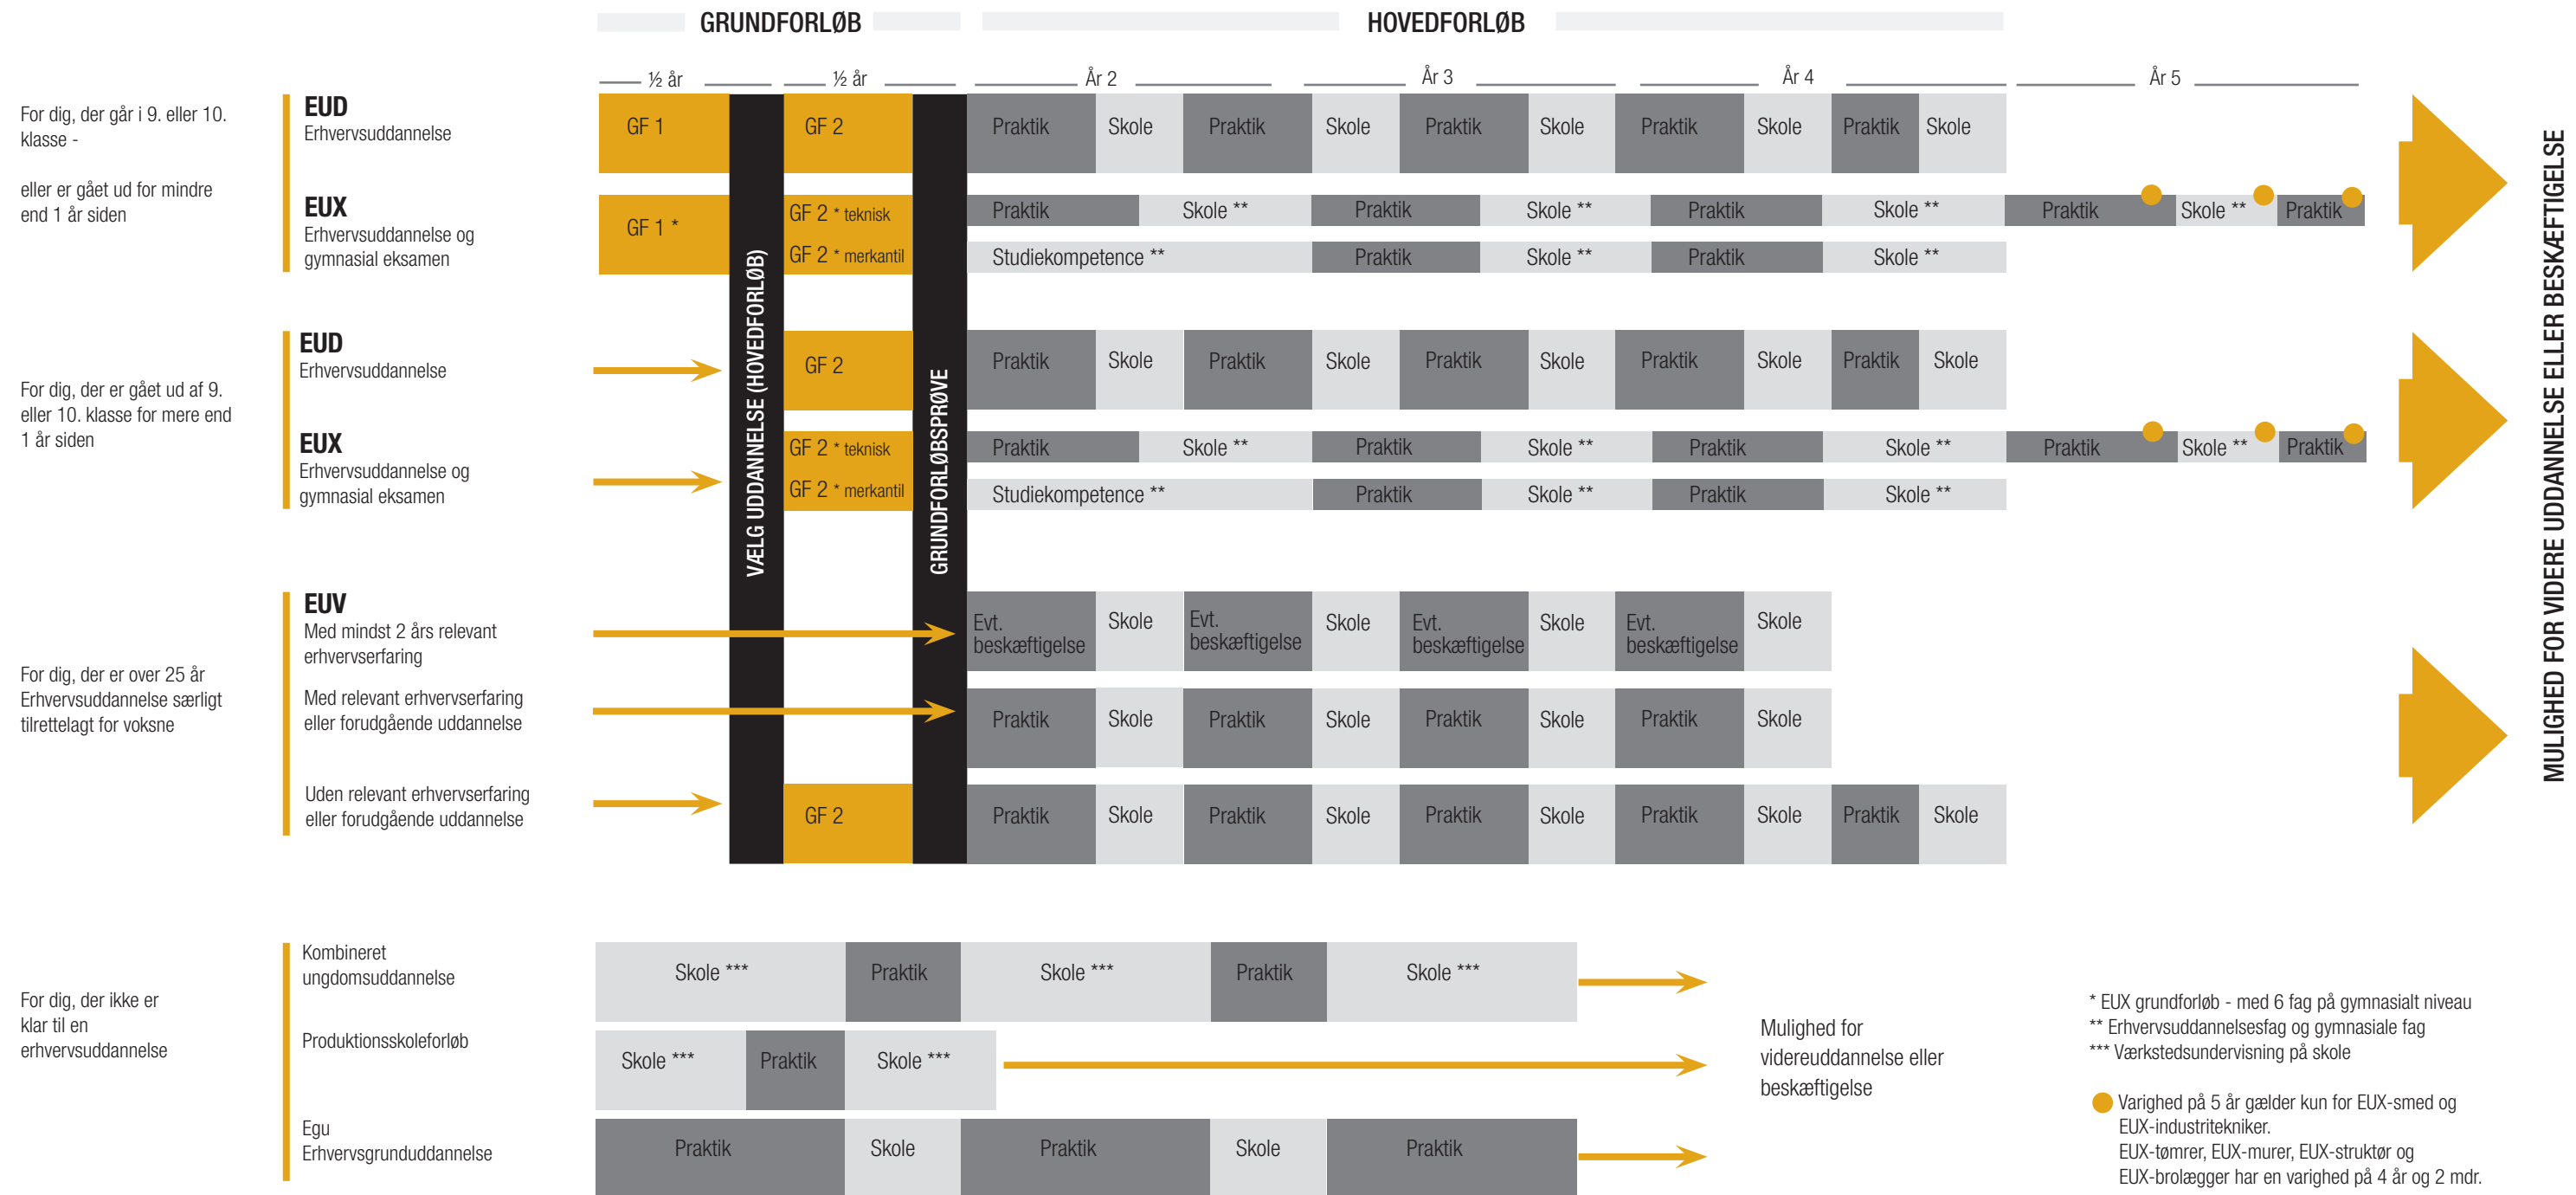 GRUNDFORLØB
HOVEDFORLØB
½ år
½ år
År 2
År 3
År 4
År 5
For dig, der går i 9. eller 10.
klasse -
eller er gået ud for mindre
end 1 år siden
EUD
Erhvervsuddannelse
GF 1
GF 2
Praktik
Skole
Praktik
Skole
Praktik
Skole
Praktik
Skole
Praktik
Skole
EUX
Erhvervsuddannelse og
gymnasial eksamen
GF 1 *
GF 2 * teknisk
Praktik
Skole **
Praktik
Skole **
Praktik
Skole **
Praktik
Skole **
Praktik
GF 2 * merkantil
Studiekompetence **
Praktik
Skole **
Praktik
Skole **
VÆLG UDDANNELSE (HOVEDFORLØB)
GRUNDFORLØBSPRØVE
For dig, der er gået ud af 9.
eller 10. klasse for mere end
1 år siden
EUD
Erhvervsuddannelse
GF 2
Praktik
Skole
Praktik
Skole
Praktik
Skole
Praktik
Skole
Praktik
Skole
EUX
Erhvervsuddannelse og
gymnasial eksamen
GF 2 * teknisk
Praktik
Skole **
Praktik
Skole **
Praktik
Skole **
Praktik
Skole **
Praktik
GF 2 * merkantil
Studiekompetence **
Praktik
Skole **
Praktik
Skole **
For dig, der er over 25 år
Erhvervsuddannelse særligt
tilrettelagt for voksne
EUV
Med mindst 2 års relevant
erhvervserfaring
Evt.
beskæftigelse
Skole
Evt.
beskæftigelse
Skole
Evt.
beskæftigelse
Skole
Evt.
beskæftigelse
Skole
Med relevant erhvervserfaring
eller forudgående uddannelse
Praktik
Skole
Praktik
Skole
Praktik
Skole
Praktik
Skole
Uden relevant erhvervserfaring
eller forudgående uddannelse
GF 2
Praktik
Skole
Praktik
Skole
Praktik
Skole
Praktik
Skole
Praktik
Skole
MULIGHED FOR VIDERE UDDANNELSE ELLER BESKÆFTIGELSE
For dig, der ikke er
klar til en
erhvervsuddannelse
Kombineret
ungdomsuddannelse
Skole ***
Praktik
Skole ***
Praktik
Skole ***
Produktionsskoleforløb
Skole ***
Praktik
Skole ***
Egu
Erhvervsgrunduddannelse
Praktik
Skole
Praktik
Skole
Praktik
Mulighed for
videreuddannelse eller
beskæftigelse
* EUX grundforløb - med 6 fag på gymnasialt niveau
** Erhvervsuddannelsesfag og gymnasiale fag
*** Værkstedsundervisning på skole
Varighed på 5 år gælder kun for EUX-smed og
EUX-industritekniker.
EUX-tømrer, EUX-murer, EUX-struktør og
EUX-brolægger har en varighed på 4 år og 2 mdr.